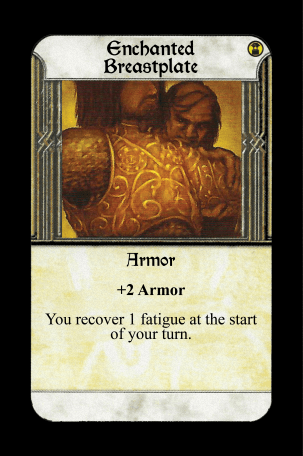 Enchanted
Breastplate
Armor
+2 Armor
You recover 1 fatigue at the start
of your turn.